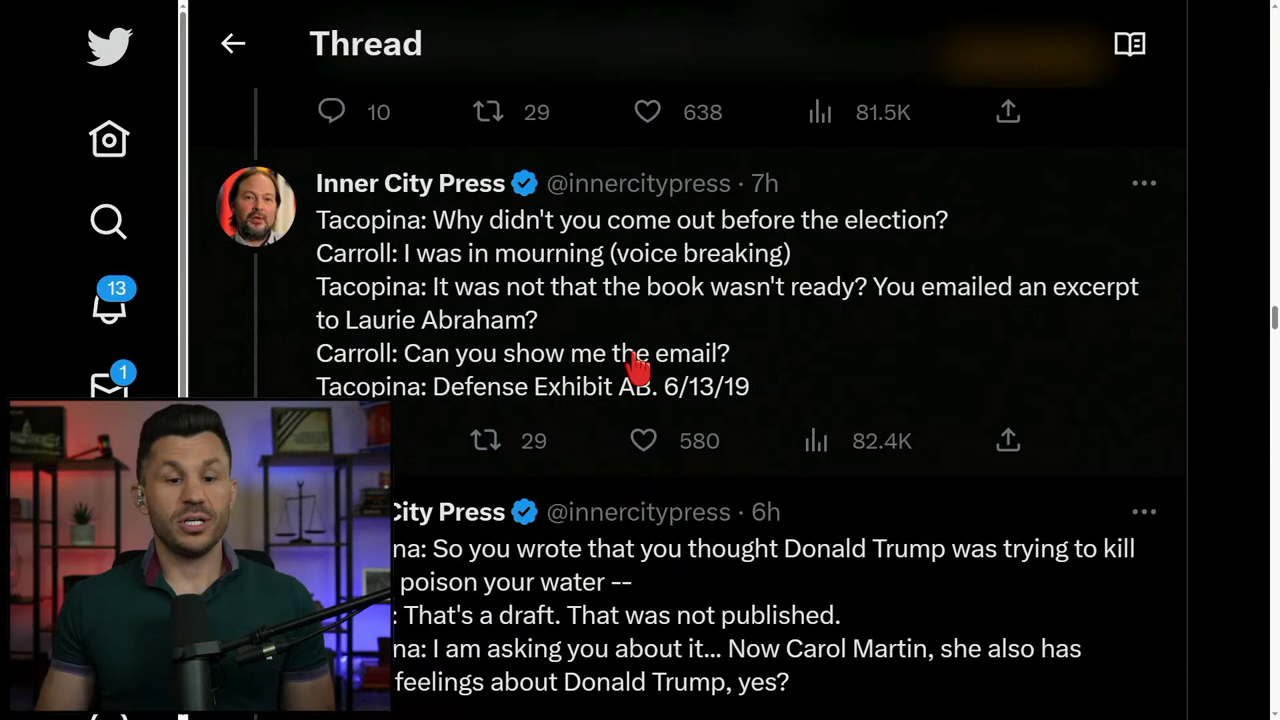 Thread
10 29 638 81.5K
Inner City Press @innercitypress · 7h
Tacopina: Why didn't you come out before the election?
Carroll: I was in mourning (voice breaking)
Tacopina: It was not that the book wasn't ready? You emailed an excerpt
to Laurie Abraham?
Carroll: Can you show me the email?
Tacopina: Defense Exhibit AB. 6/13/19
29 580 82.4K
City Press @innercitypress · 6h
na: So you wrote that you thought Donald Trump was trying to kill
poison your water --
: That's a draft. That was not published.
na: I am asking you about it... Now Carol Martin, she also has
feelings about Donald Trump, yes?
13
1